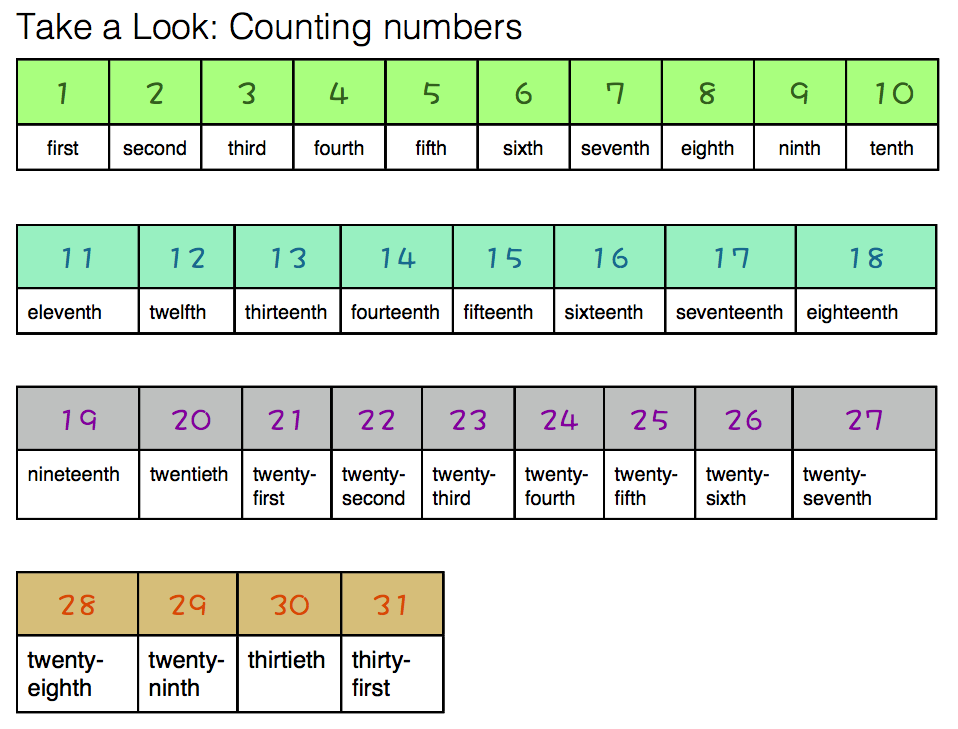 Take a Look: Counting numbers
1 2 3 4 5 6 7 8 9 10
first second third fourth fifth sixth seventh eighth ninth tenth
11 12 13 14 15 16 17 18
eleventh twelfth thirteenth fourteenth fifteenth sixteenth seventeenth eighteenth
19 20 21 22 23 24 25 26 27
nineteenth twentieth twenty- twenty- twenty- twenty- twenty- twenty- twenty-
first second third fourth fifth sixth seventh
28 29 30 31
twenty- twenty- thirtieth thirty-
eighth ninth first